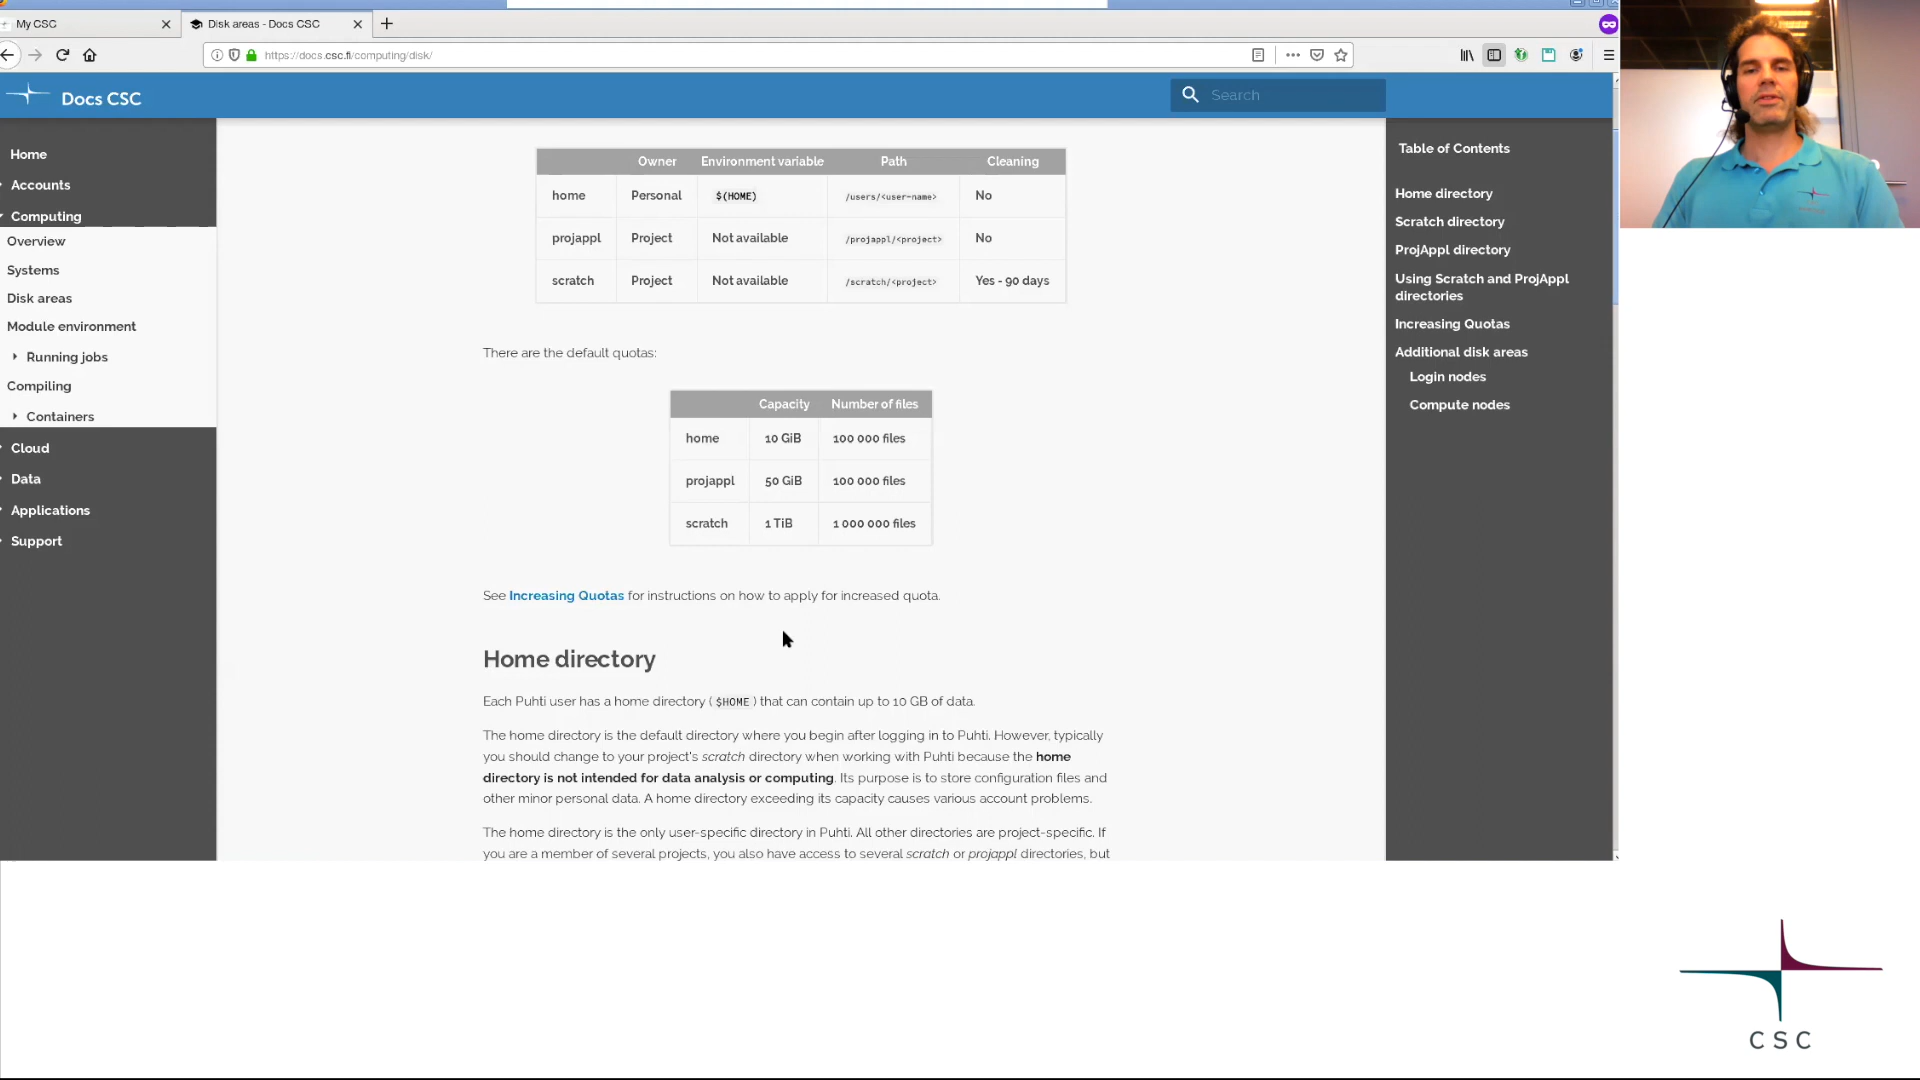 My CSC
Disk areas - Docs CSC
https://docs.csc.fi/computing/disk/
Docs CSC
Search
Home
Accounts
Computing
Overview
Systems
Disk areas
Module environment
Running jobs
Compiling
Containers
Cloud
Data
Applications
Support
Owner Environment variable Path Cleaning
home Personal $(HOME) /users/<user-name> No
projappl Project Not available /projappl/<project> No
scratch Project Not available /scratch/<project> Yes - 90 days
There are the default quotas:
Capacity Number of files
home 10 GiB 100 000 files
projappl 50 GiB 100 000 files
scratch 1 TiB 1 000 000 files
See Increasing Quotas for instructions on how to apply for increased quota.
Home directory
Each Puhti user has a home directory ( $HOME ) that can contain up to 10 GB of data.
The home directory is the default directory where you begin after logging in to Puhti. However, typically
you should change to your project's scratch directory when working with Puhti because the home
directory is not intended for data analysis or computing. Its purpose is to store configuration files and
other minor personal data. A home directory exceeding its capacity causes various account problems.
The home directory is the only user-specific directory in Puhti. All other directories are project-specific. If
you are a member of several projects, you also have access to several scratch or projappl directories, but
Table of Contents
Home directory
Scratch directory
ProjAppl directory
Using Scratch and ProjAppl
directories
Increasing Quotas
Additional disk areas
Login nodes
Compute nodes
CSC